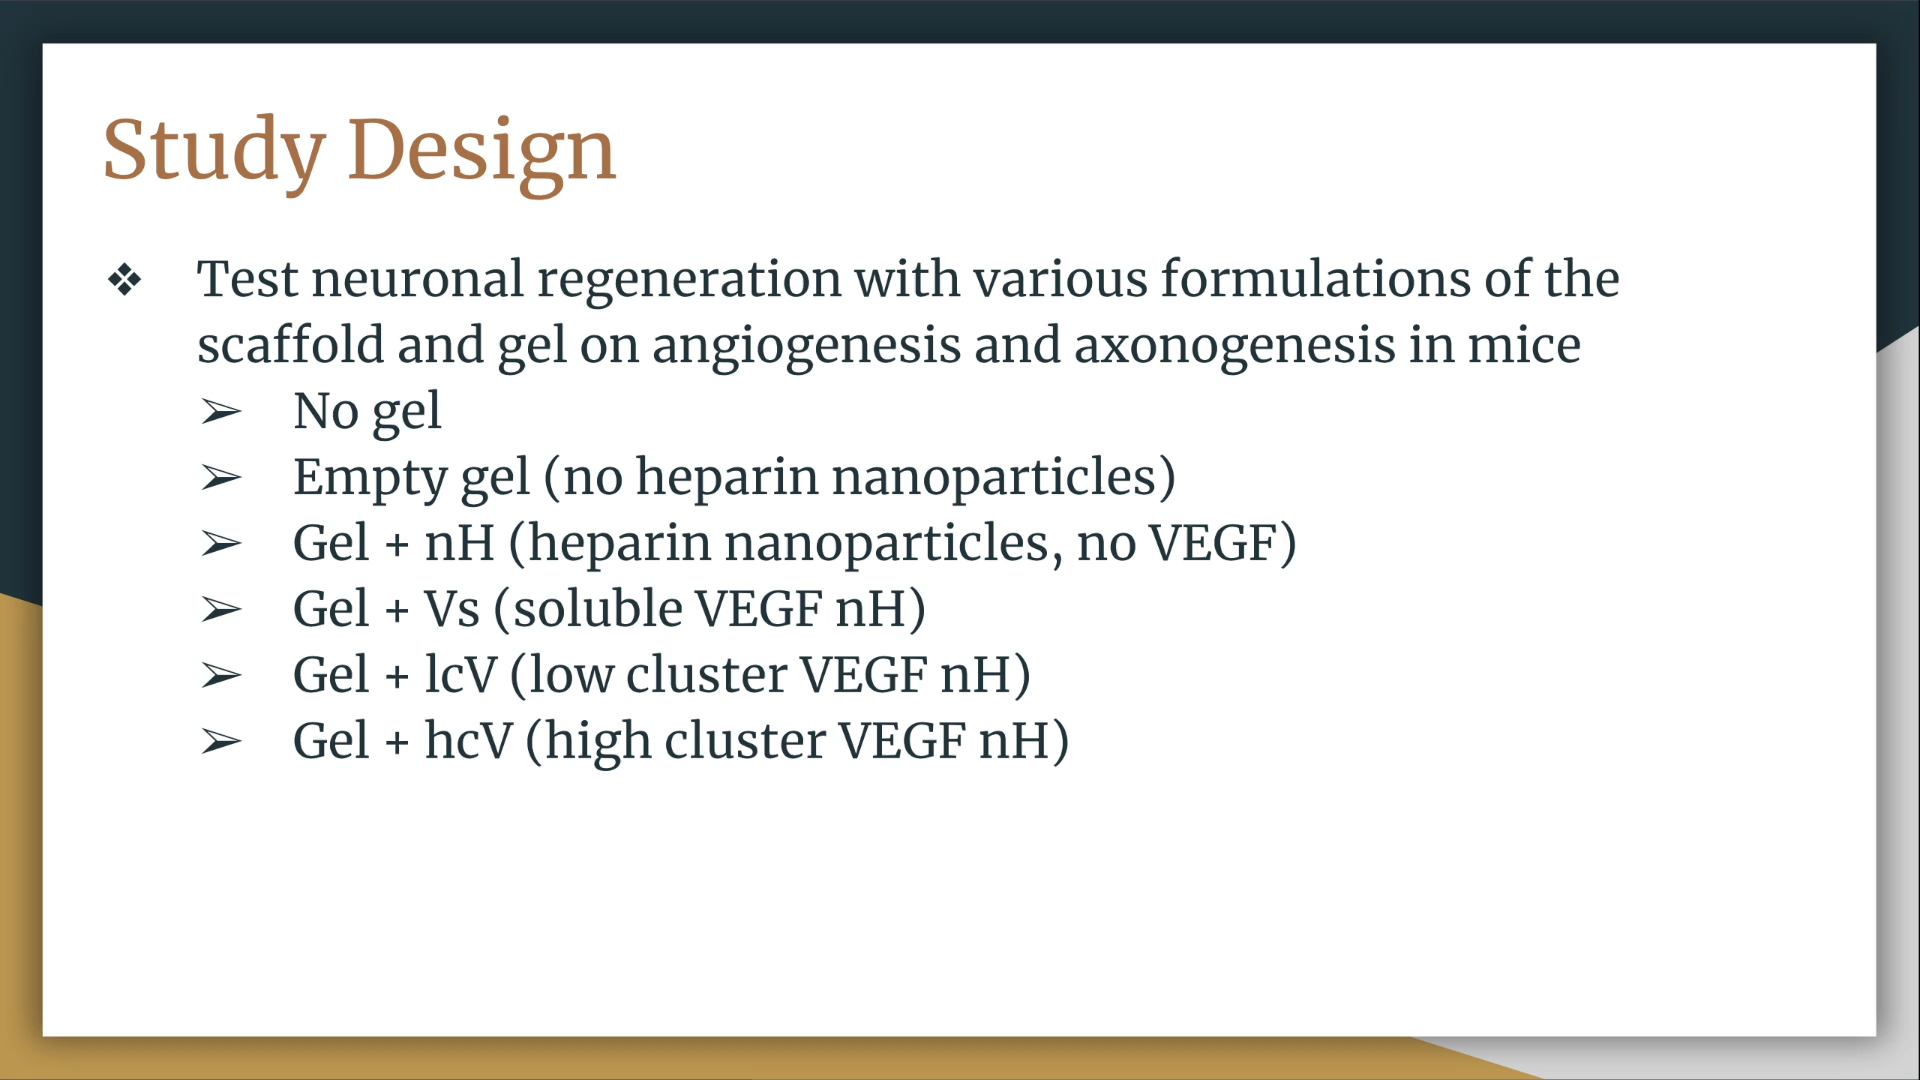 Study Design
❖ Test neuronal regeneration with various formulations of the
scaffold and gel on angiogenesis and axonogenesis in mice
➢ No gel
➢ Empty gel (no heparin nanoparticles)
➢ Gel + nH (heparin nanoparticles, no VEGF)
➢ Gel + Vs (soluble VEGF nH)
➢ Gel + lcV (low cluster VEGF nH)
➢ Gel + hcV (high cluster VEGF nH)